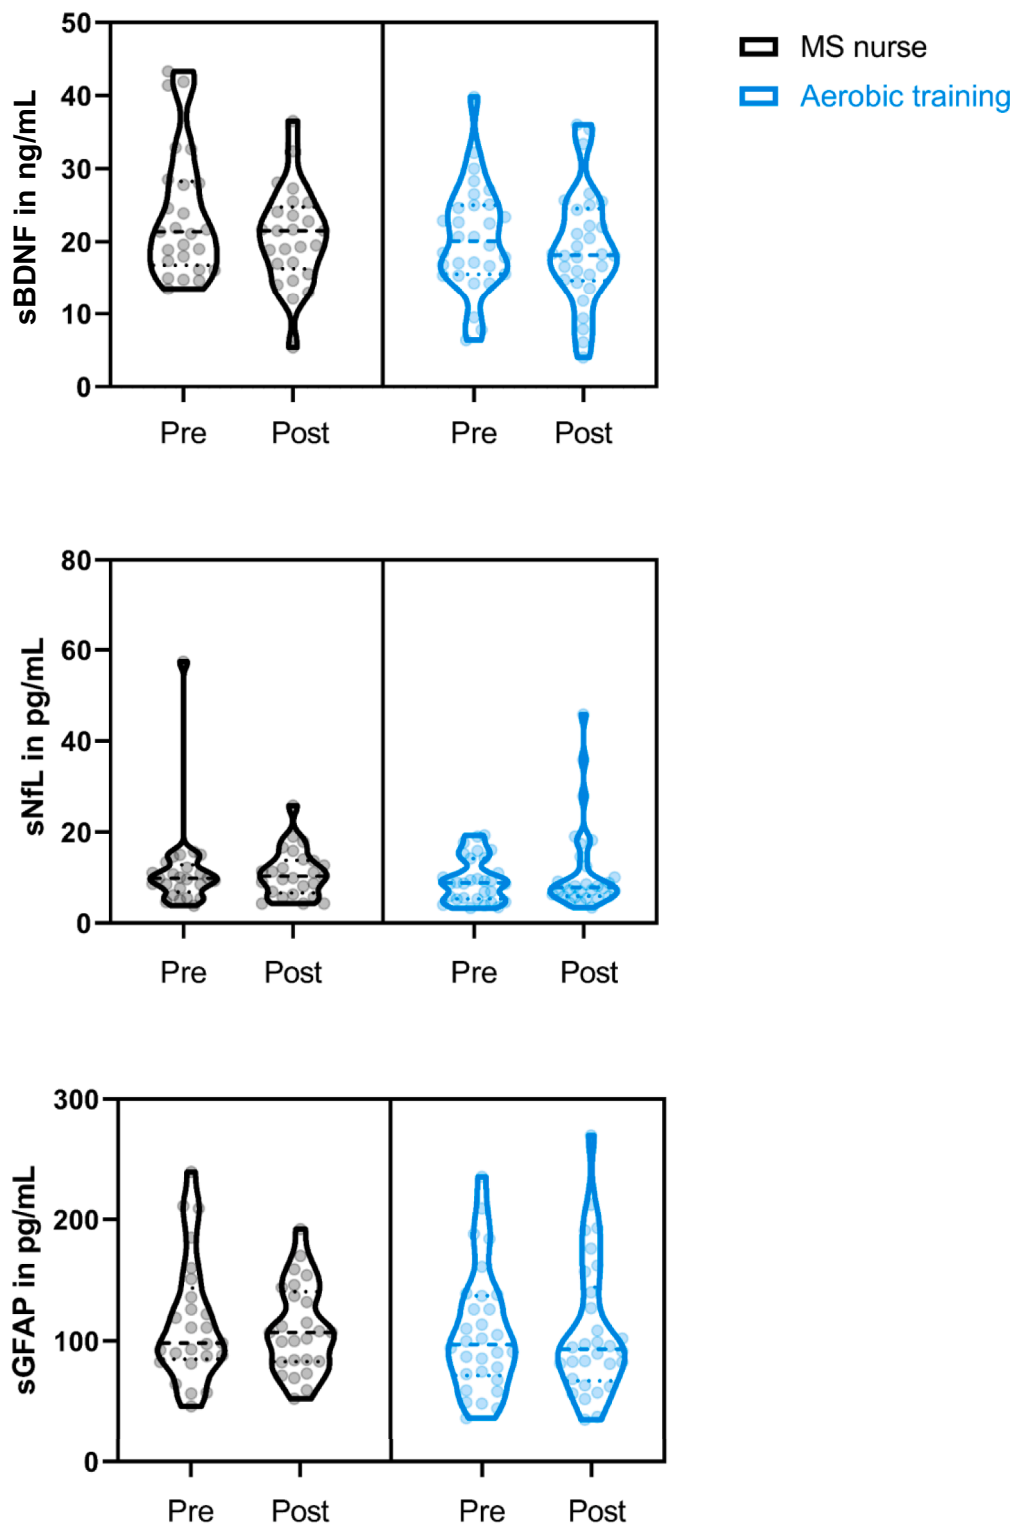 MS nurse
Aerobic training
sBDNF in ng/mL
50
40
30
20
10
0
Pre Post Pre Post
sNfL in pg/mL
80
60
40
20
0
Pre Post Pre Post
sGFAP in pg/mL
300
200
100
0
Pre Post Pre Post